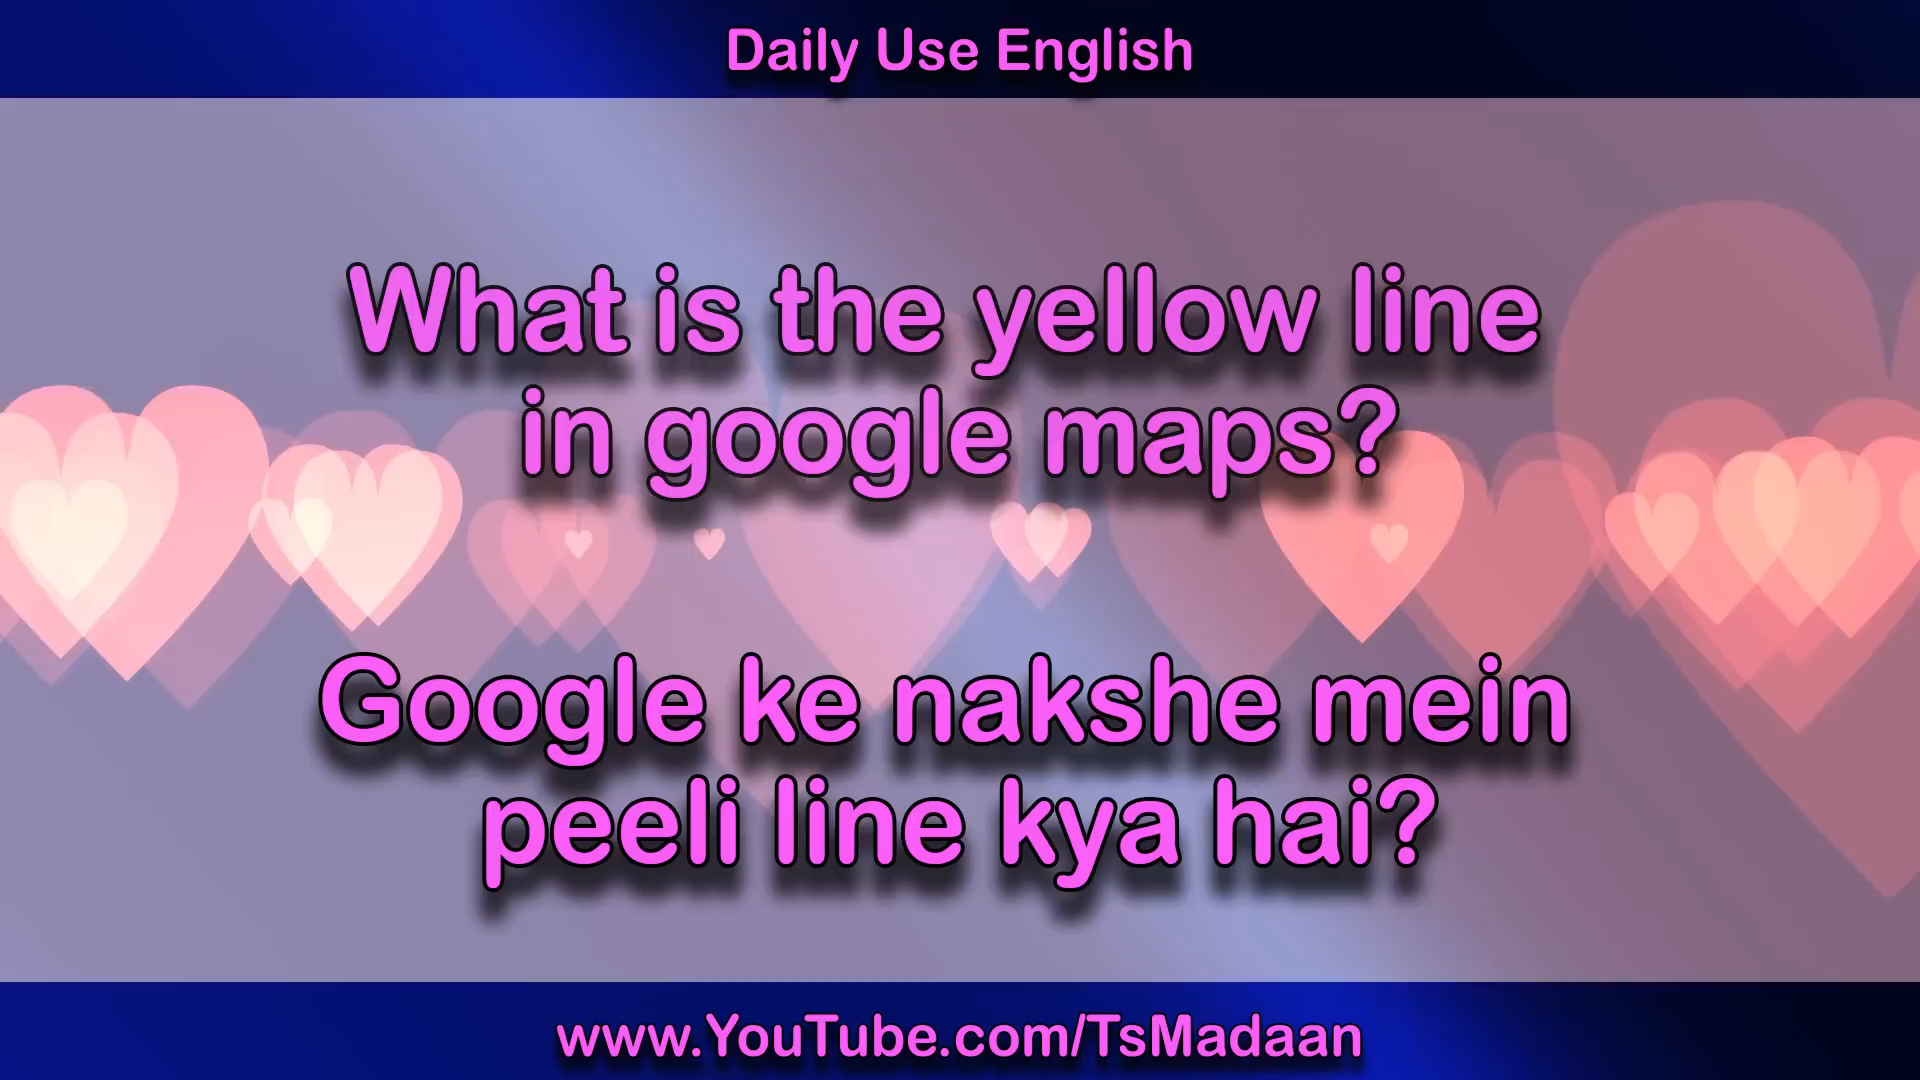 Daily Use English
What is the yellow line
in google maps?
Google ke nakshe mein
peeli line kya hai?
www.YouTube.com/TsMadaan